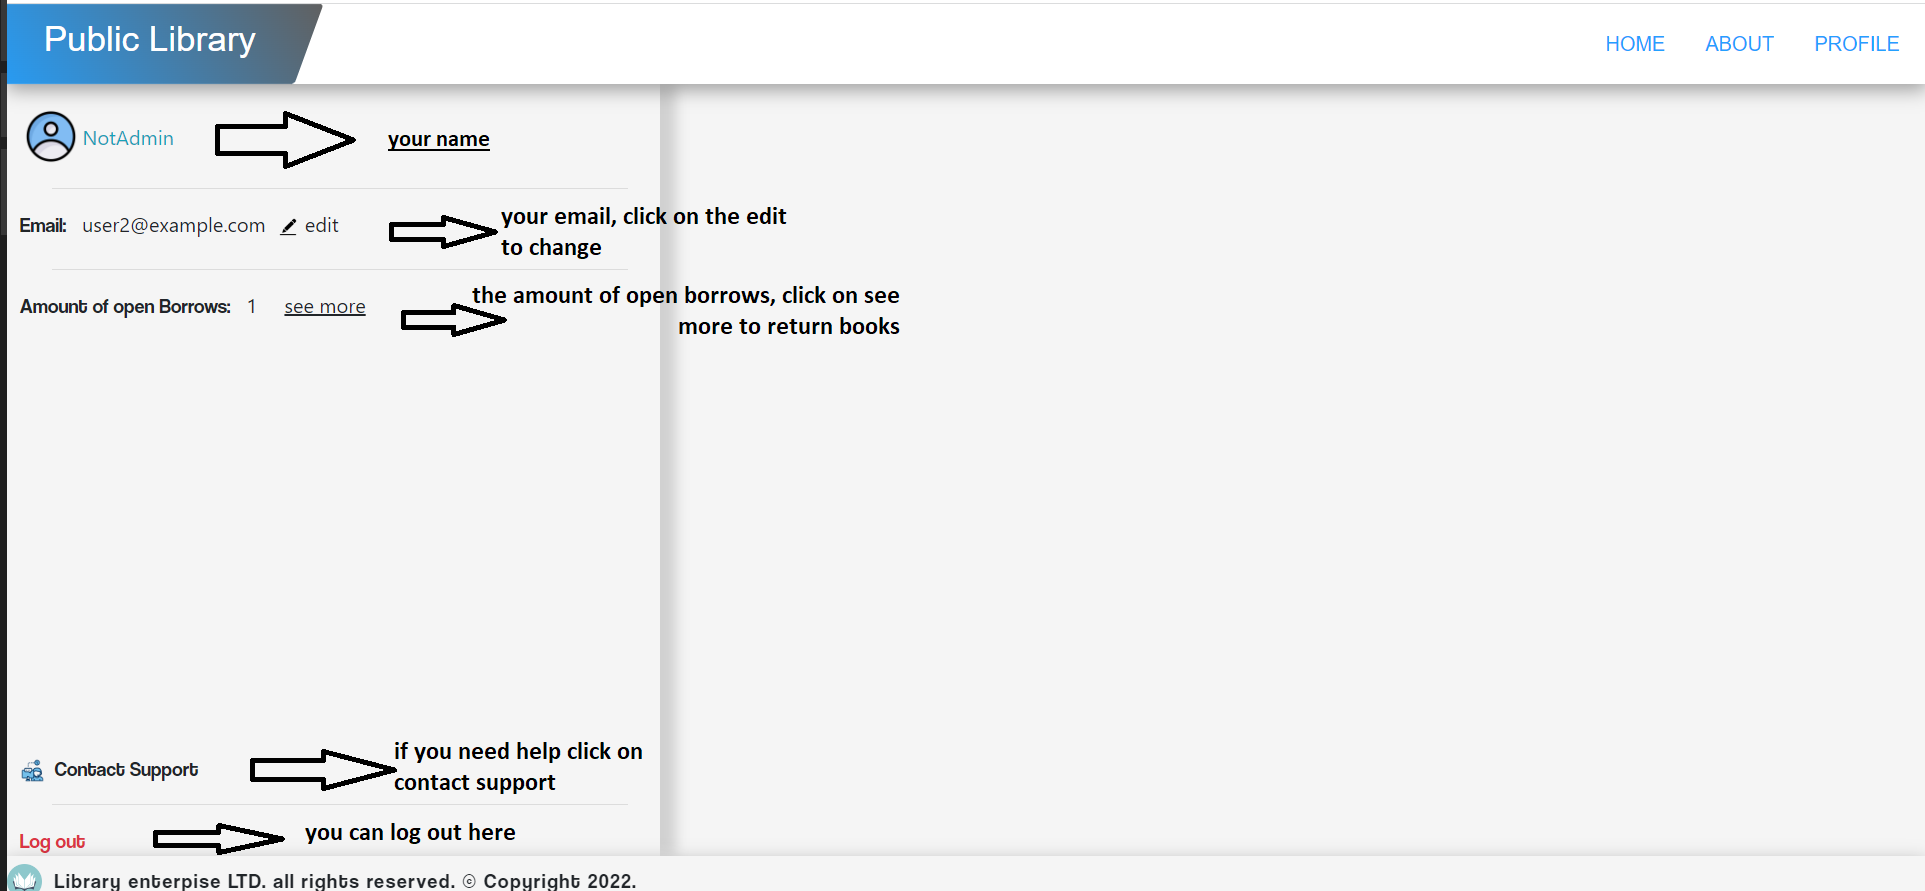 Public Library
HOME ABOUT PROFILE
NotAdmin
your name
Email: user2@example.com edit
your email, click on the edit
to change
Amount of open Borrows: 1 see more
the amount of open borrows, click on see
more to return books
Contact Support
if you need help click on
contact support
Log out
you can log out here
Library enterpise LTD. all rights reserved. © Copyright 2022.